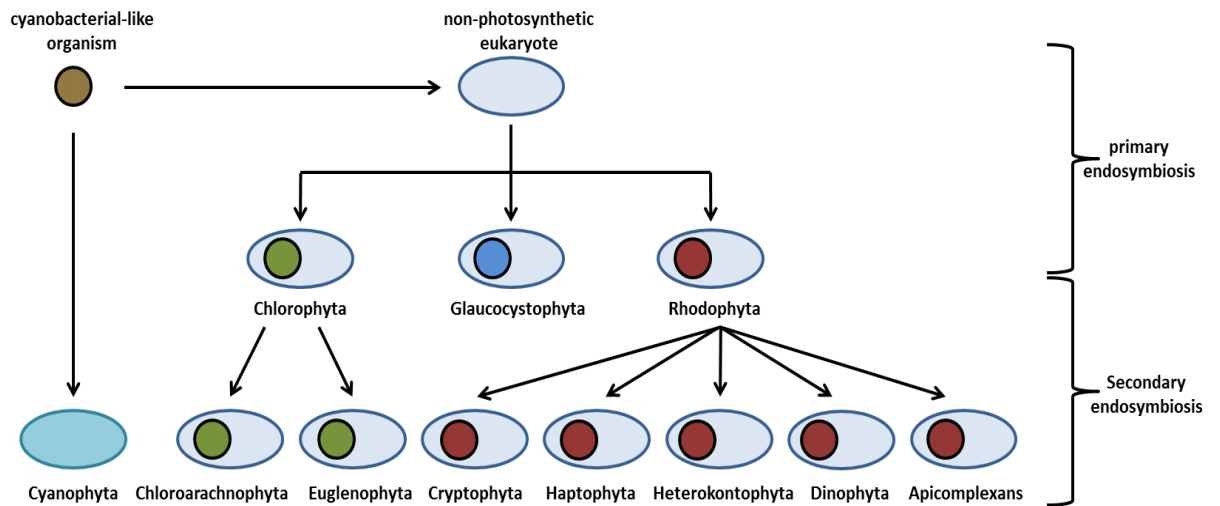 cyanobacterial-like
organism
non-photosynthetic
eukaryote
primary
endosymbiosis
Chlorophyta
Glaucocystophyta
Rhodophyta
Secondary
endosymbiosis
Cyanophyta
Chloroarachnophyta
Euglenophyta
Cryptophyta
Haptophyta
Heterokontophyta
Dinophyta
Apicomplexans